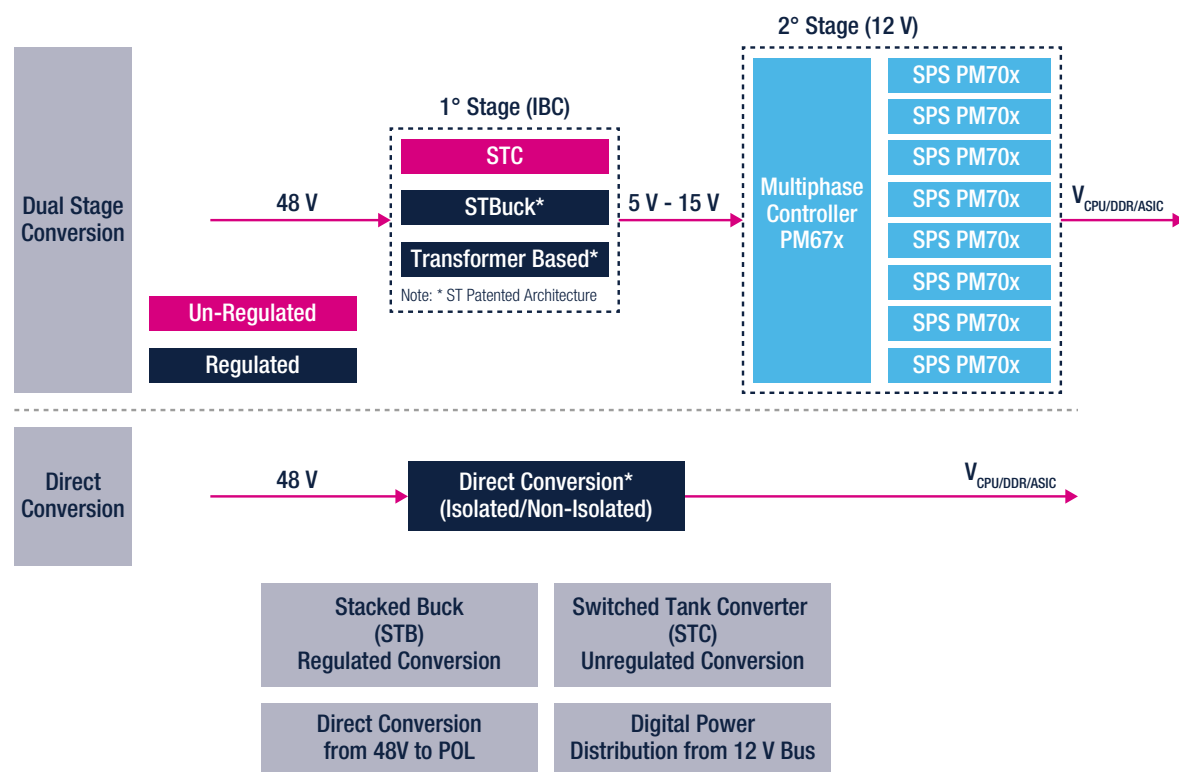 2° Stage (12 V)
1° Stage (IBC)
Dual Stage
Conversion
48 V
STC
STBuck*
Transformer Based*
Note: * ST Patented Architecture
5 V - 15 V
Multiphase
Controller
PM67x
SPS PM70x
SPS PM70x
SPS PM70x
SPS PM70x
SPS PM70x
SPS PM70x
SPS PM70x
SPS PM70x
V CPU/DDR/ASIC
Un-Regulated
Regulated
Direct
Conversion
48 V
Direct Conversion*
(Isolated/Non-Isolated)
V CPU/DDR/ASIC
Stacked Buck
(STB)
Regulated Conversion
Switched Tank Converter
(STC)
Unregulated Conversion
Direct Conversion
from 48V to POL
Digital Power
Distribution from 12 V Bus